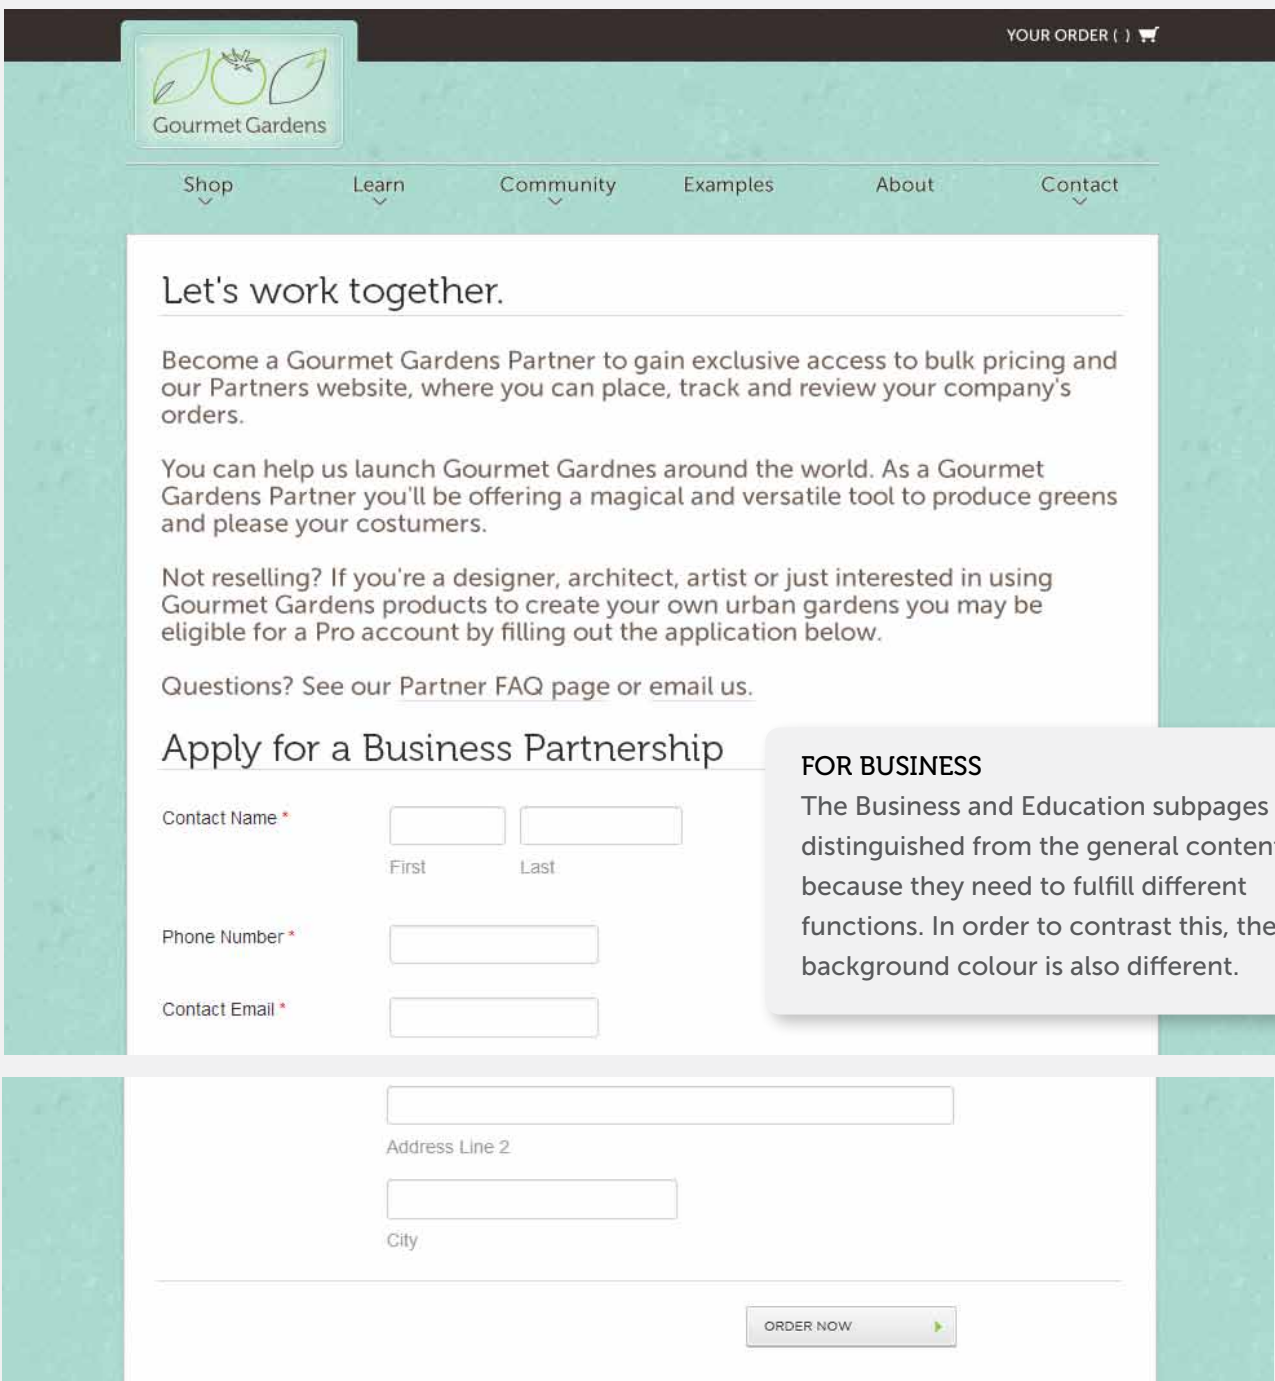 YOUR ORDER ( )
Gourmet Gardens
Shop Learn Community Examples About Contact
Let's work together.
Become a Gourmet Gardens Partner to gain exclusive access to bulk pricing and
our Partners website, where you can place, track and review your company's
orders.
You can help us launch Gourmet Gardnes around the world. As a Gourmet
Gardens Partner you'll be offering a magical and versatile tool to produce greens
and please your costumers.
Not reselling? If you're a designer, architect, artist or just interested in using
Gourmet Gardens products to create your own urban gardens you may be
eligible for a Pro account by filling out the application below.
Questions? See our Partner FAQ page or email us.
Apply for a Business Partnership
Contact Name *
First Last
Phone Number *
Contact Email *
FOR BUSINESS
The Business and Education subpages
distinguished from the general content
because they need to fulfill different
functions. In order to contrast this, the
background colour is also different.
Address Line 2
City
ORDER NOW